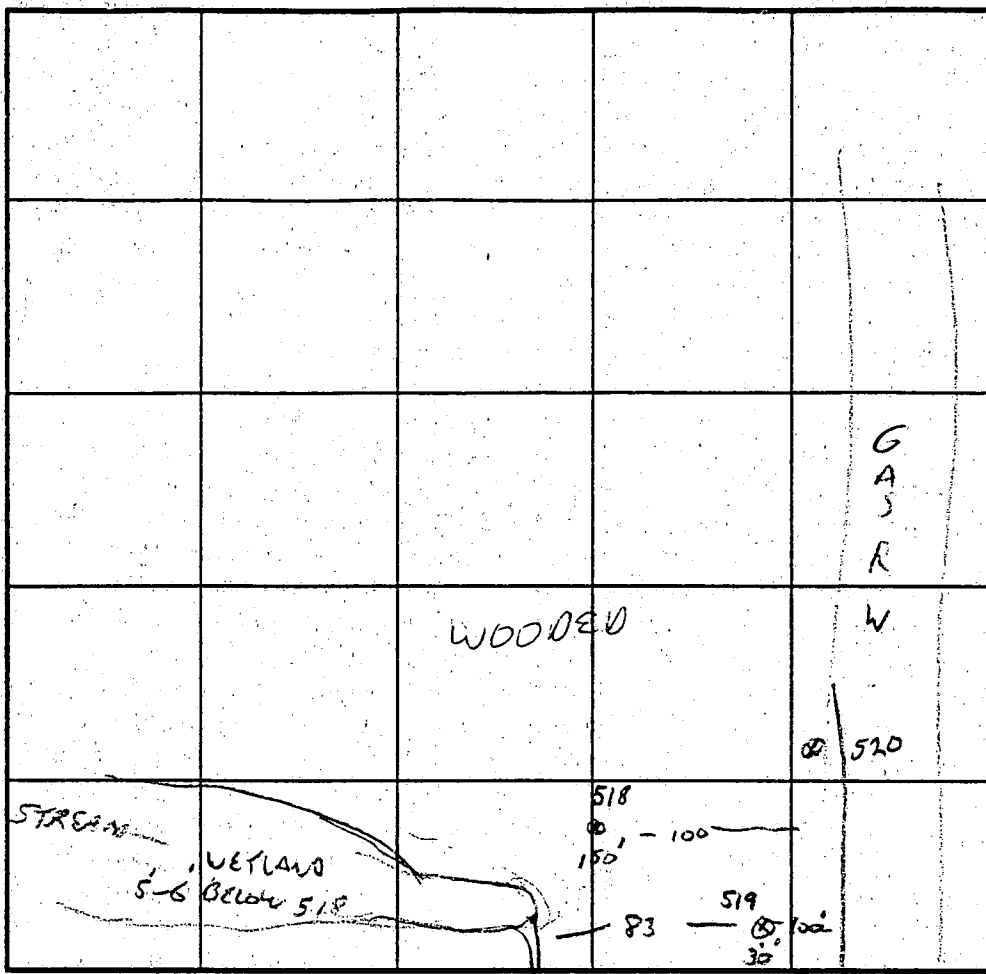 G
A
S
R
W
WOODED
520
518
STREAM
- 100
150'
WETLAND
5'-6' BELOW 518
519
83
100'
30'